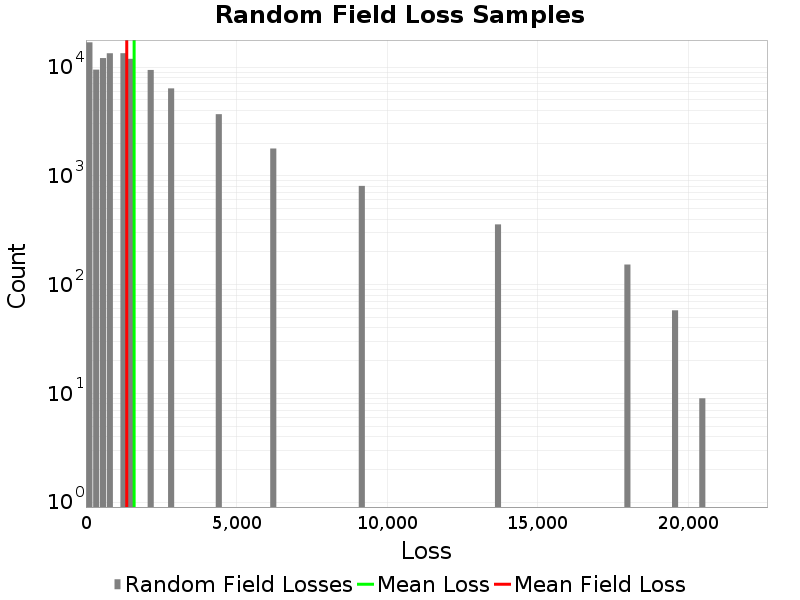 Random Field Loss Samples
Count
10^4
10^3
10^2
10^1
10^0
0 5,000 10,000 15,000 20,000
Loss
Random Field Losses Mean Loss Mean Field Loss